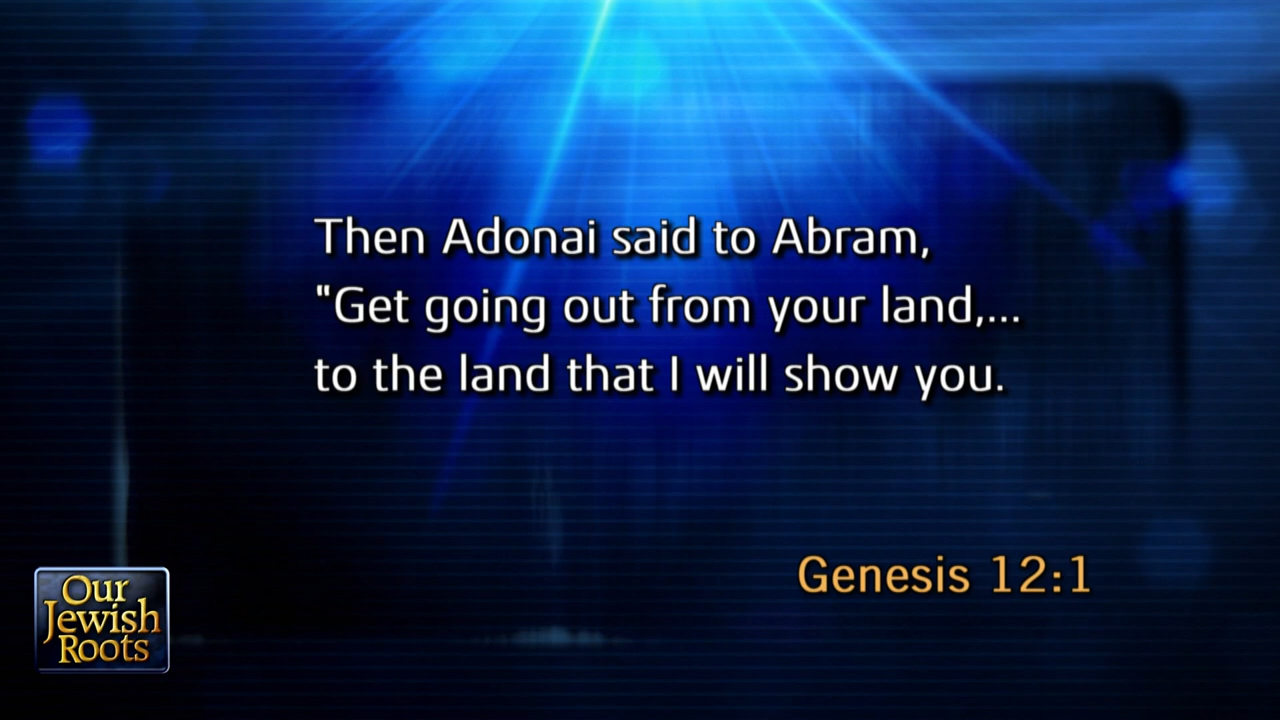 Then Adonai said to Abram,
"Get going out from your land,...
to the land that I will show you.
Genesis 12:1
Our
Jewish
Roots